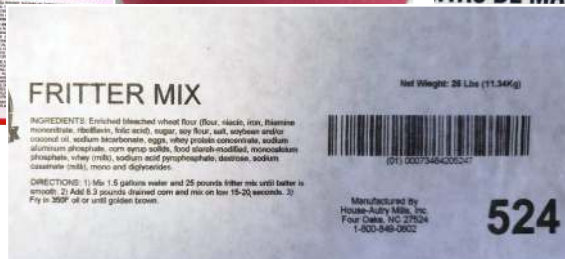 DE MA
FRITTER MIX
INGREDIENTS: Enriched bleached wheat flour (flour, niacin, iron, thiamine
mononitrate, riboflavin, folic acid), sugar, soy flour, salt, soybean and/or
coconut oil, sodium bicarbonate, eggs, whey protein concentrate, sodium
aluminum phosphate, corn syrup solids, food starch-modified, monocalcium
phosphate, whey (milk), sodium acid pyrophosphate, dextrose, sodium
caseinate (milk), mono and diglycerides.
DIRECTIONS: 1) Mix 1.5 gallons water and 25 pounds fritter mix until batter is
smooth. 2) Add 6.3 pounds drained corn and mix on low 15-20 seconds. 3)
Fry in 350º oil or until golden brown.
Net Wieght: 25 Lbs (11.34Kg)
(01) 00073484205247
Manufactured By
House-Autry Mills, Inc.
Four Oaks, NC 27524
1-800-849-0802
524